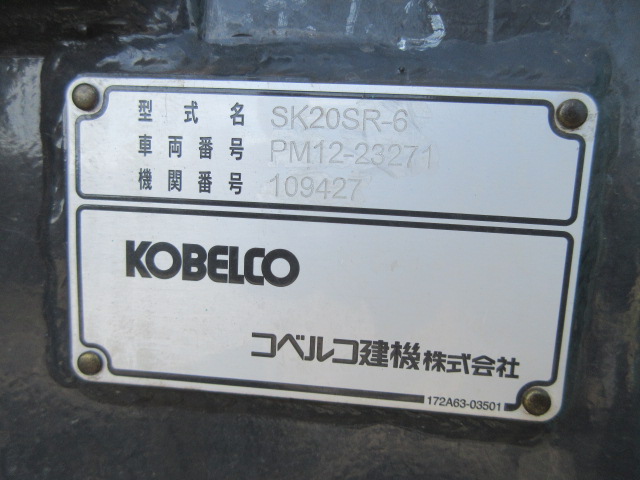 型式名 SK20SR-6
車両番号 PM12-23271
機関番号 109427
KOBELCO
コベルコ建機株式会社
172A63-03501